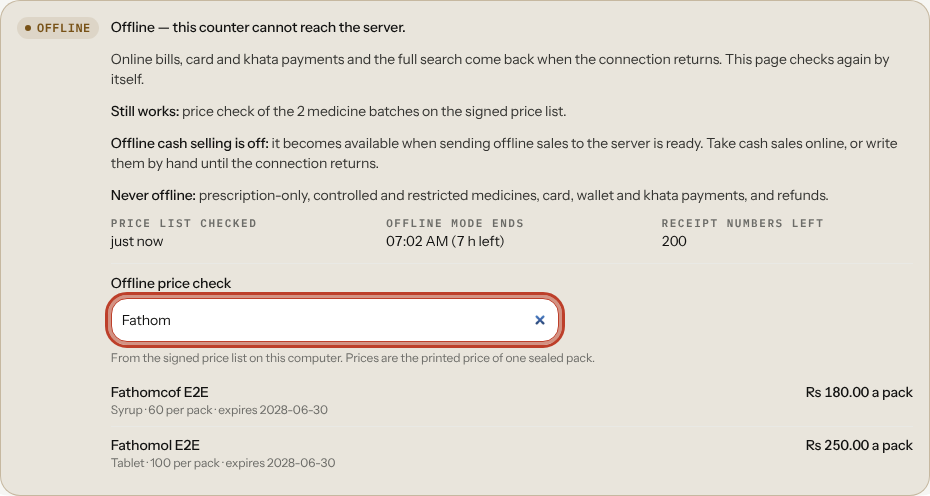 OFFLINE
Offline — this counter cannot reach the server.
Online bills, card and khata payments and the full search come back when the connection returns. This page checks again by
itself.
Still works: price check of the 2 medicine batches on the signed price list.
Offline cash selling is off: it becomes available when sending offline sales to the server is ready. Take cash sales online, or write
them by hand until the connection returns.
Never offline: prescription-only, controlled and restricted medicines, card, wallet and khata payments, and refunds.
PRICE LIST CHECKED
just now
OFFLINE MODE ENDS
07:02 AM (7 h left)
RECEIPT NUMBERS LEFT
200
Offline price check
Fathom
From the signed price list on this computer. Prices are the printed price of one sealed pack.
Fathomcof E2E
Rs 180.00 a pack
Syrup · 60 per pack · expires 2028-06-30
Fathomol E2E
Rs 250.00 a pack
Tablet · 100 per pack · expires 2028-06-30